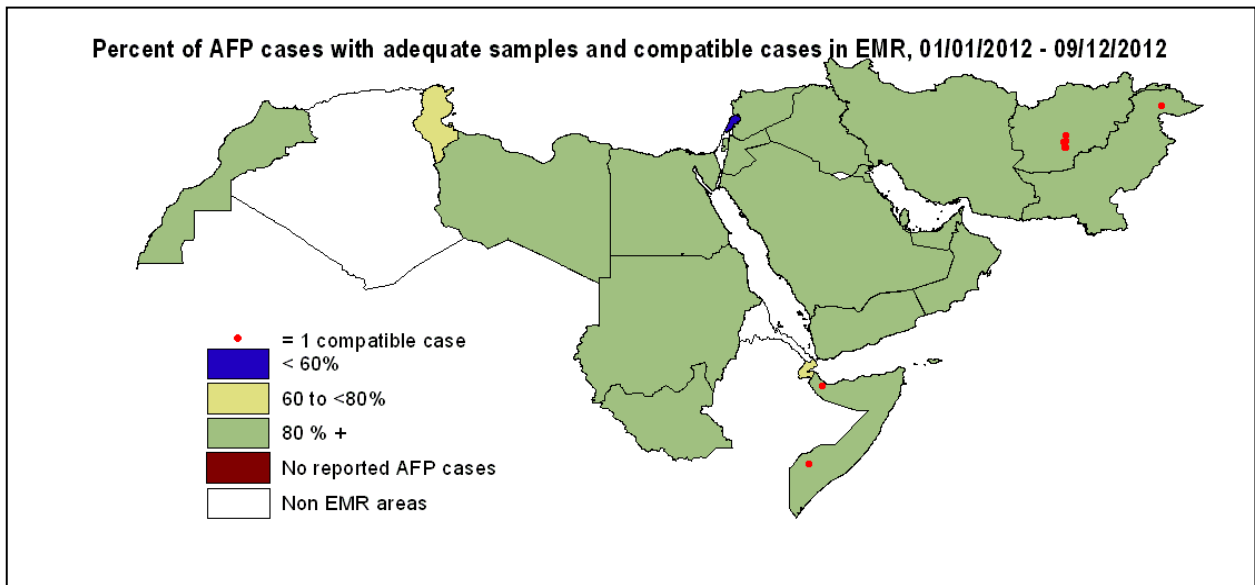 Percent of AFP cases with adequate samples and compatible cases in EMR, 01/01/2012 - 09/12/2012
= 1 compatible case
< 60%
60 to <80%
80 % +
No reported AFP cases
Non EMR areas